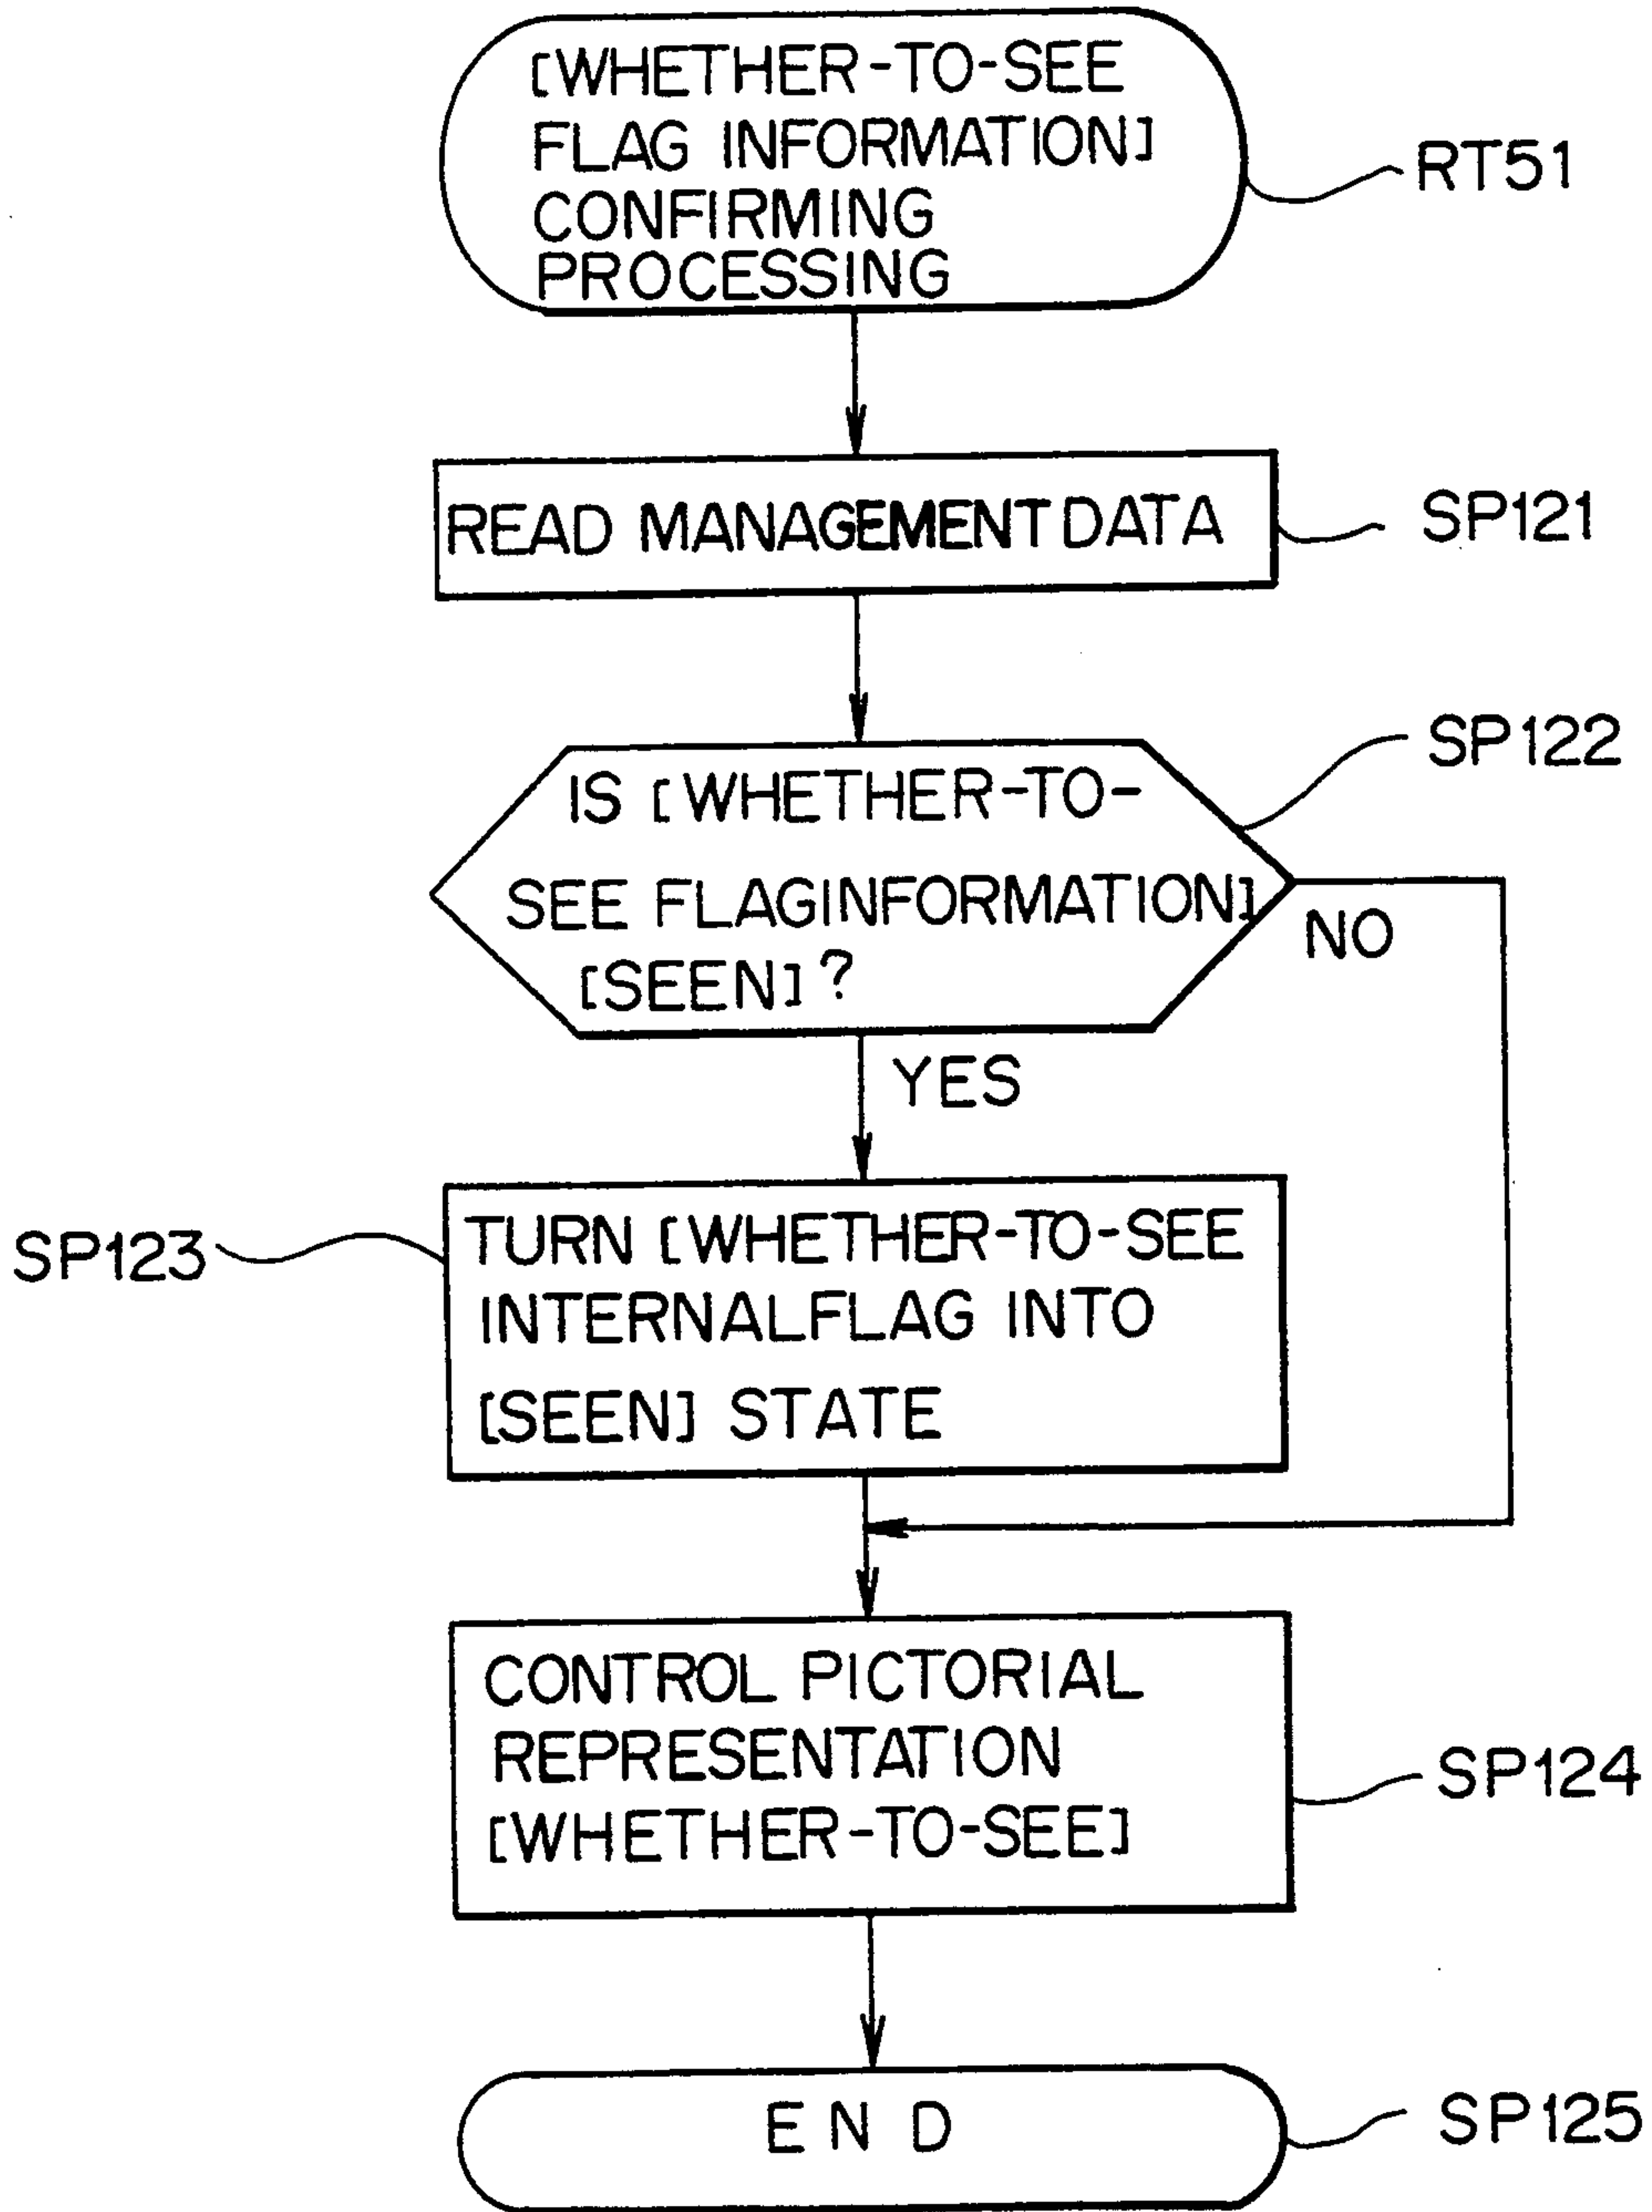 [WHETHER-TO-SEE
FLAG INFORMATION]
CONFIRMING
PROCESSING
RT51
READ MANAGEMENT DATA
SP121
SP122
IS [WHETHER-TO-
SEE FLAGINFORMATION]
[SEEN]?
NO
YES
SP123
TURN [WHETHER-TO-SEE
INTERNALFLAG INTO
[SEEN] STATE
CONTROL PICTORIAL
REPRESENTATION
[WHETHER-TO-SEE]
SP124
END
SP125